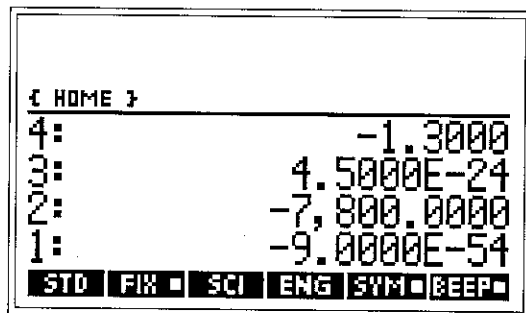 { HOME }
4: -1.3000
3: 4.5000E-24
2: -7,800.0000
1: -9.0000E-54
STD FIX ▪ SCI ENG SYM▪ BEEP▪